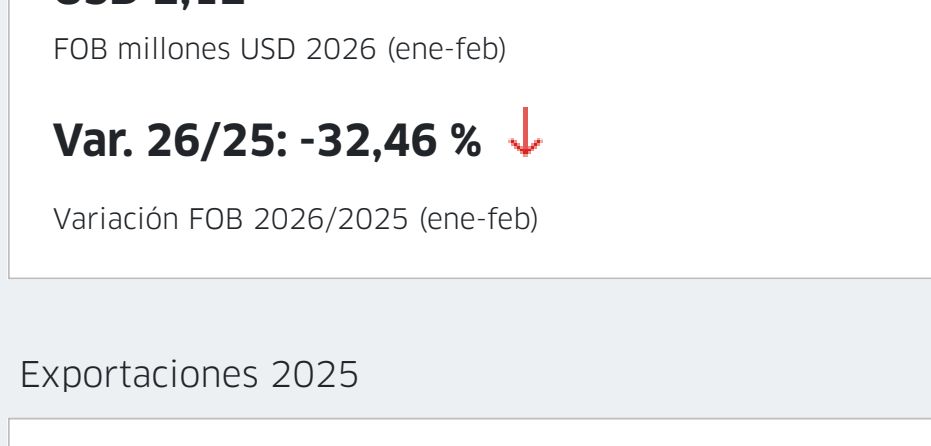 FOB millones USD 2026 (ene-feb)
Var. 26/25: -32,46 %
Variación FOB 2026/2025 (ene-feb)
Exportaciones 2025